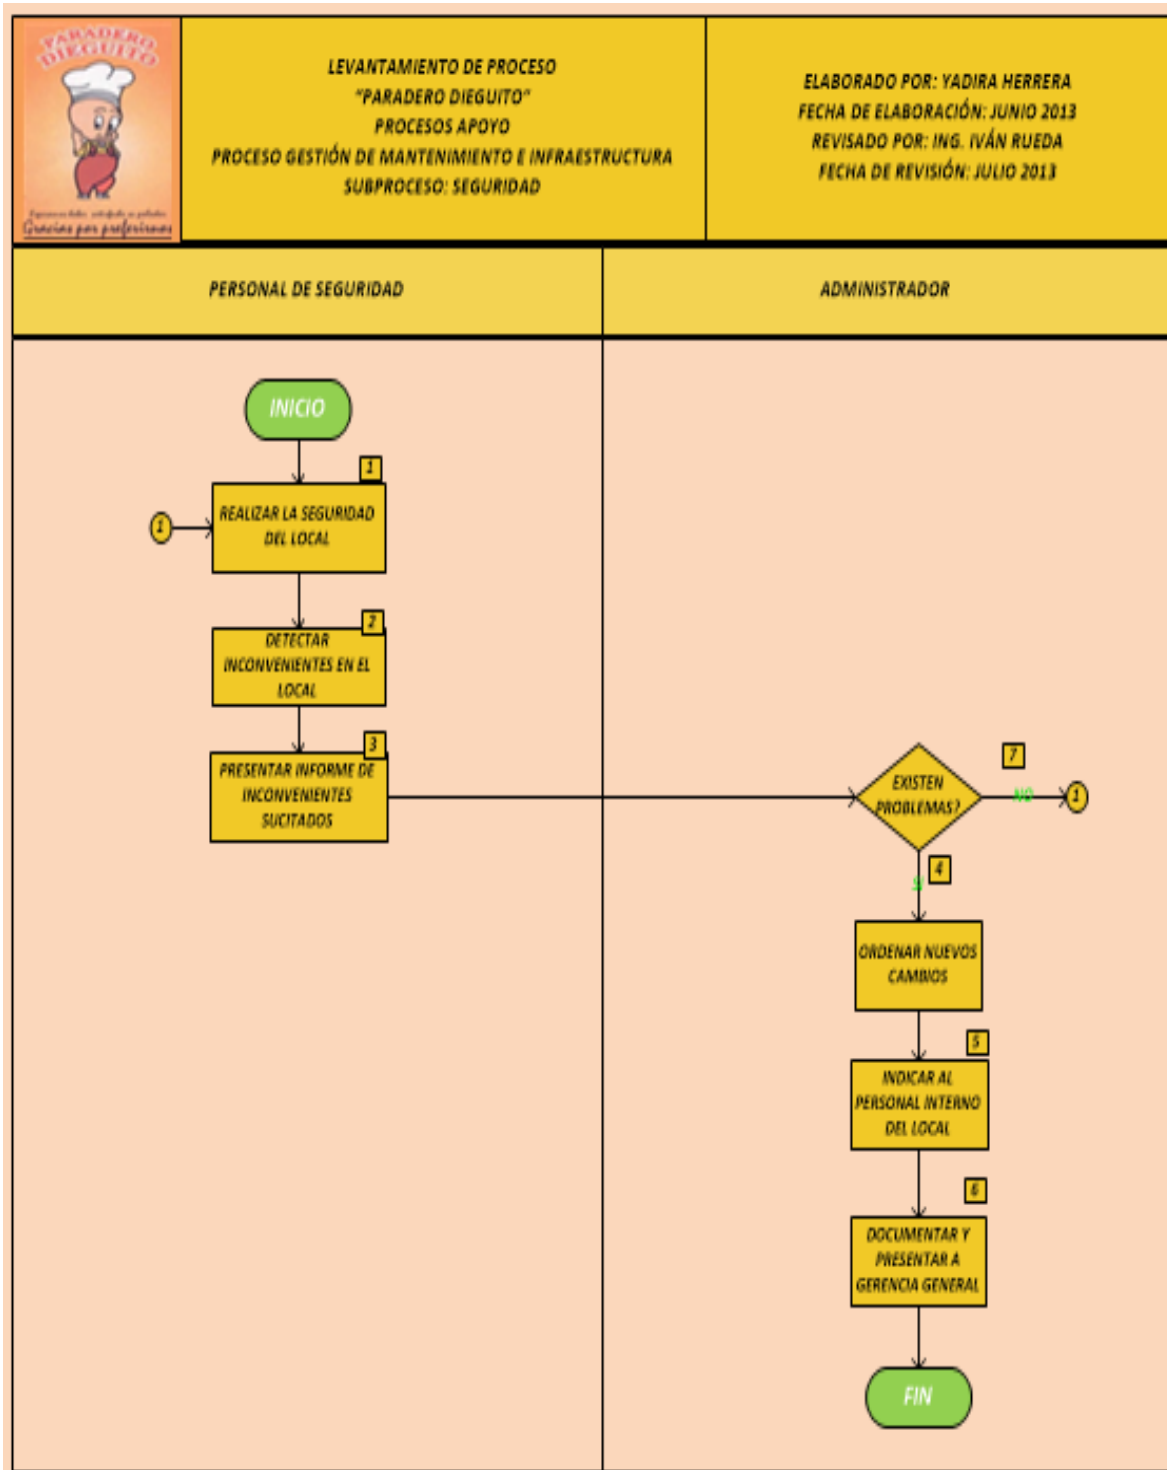 PARADERO
DIEGUITO
Gracias por preferirnos
LEVANTAMIENTO DE PROCESO
"PARADERO DIEGUITO"
PROCESOS APOYO
PROCESO GESTIÓN DE MANTENIMIENTO E INFRAESTRUCTURA
SUBPROCESO: SEGURIDAD
ELABORADO POR: YADIRA HERRERA
FECHA DE ELABORACIÓN: JUNIO 2013
REVISADO POR: ING. IVÁN RUEDA
FECHA DE REVISIÓN: JULIO 2013
PERSONAL DE SEGURIDAD
ADMINISTRADOR
INICIO
1
1
REALIZAR LA SEGURIDAD
DEL LOCAL
2
DETECTAR
INCONVENIENTES EN EL
LOCAL
3
PRESENTAR INFORME DE
INCONVENIENTES
SUCITADOS
EXISTEN
PROBLEMAS?
7
NO
1
4
SI
ORDENAR NUEVOS
CAMBIOS
5
INDICAR AL
PERSONAL INTERNO
DEL LOCAL
6
DOCUMENTAR Y
PRESENTAR A
GERENCIA GENERAL
FIN